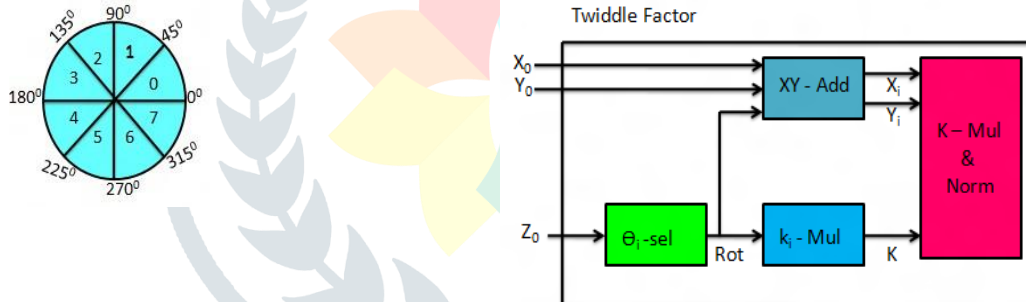 90⁰
135⁰
45⁰
2
1
3
0
180⁰
0⁰
4
7
5
6
225⁰
315⁰
270⁰
Twiddle Factor
X₀
Y₀
XY - Add
Xᵢ
Yᵢ
K – Mul
&
Norm
Z₀
Θᵢ-sel
Rot
kᵢ - Mul
K